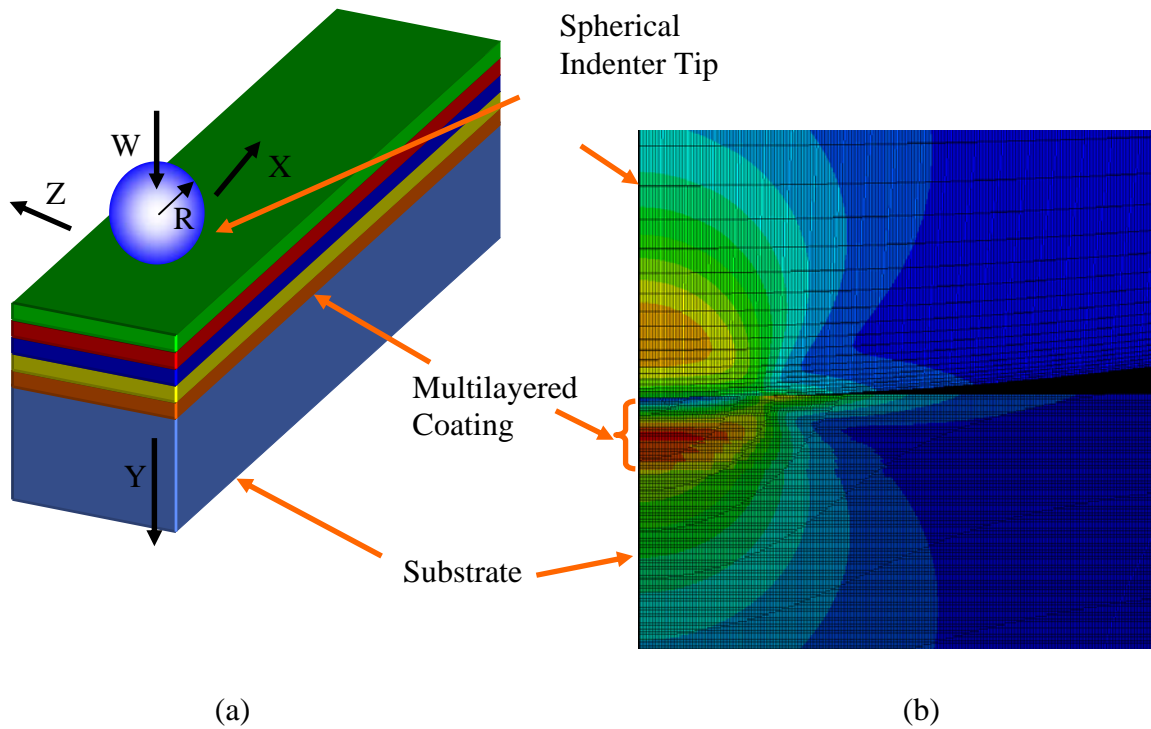 Spherical
Indenter Tip
W
X
Z
R
Multilayered
Coating
Y
Substrate
(a)
(b)